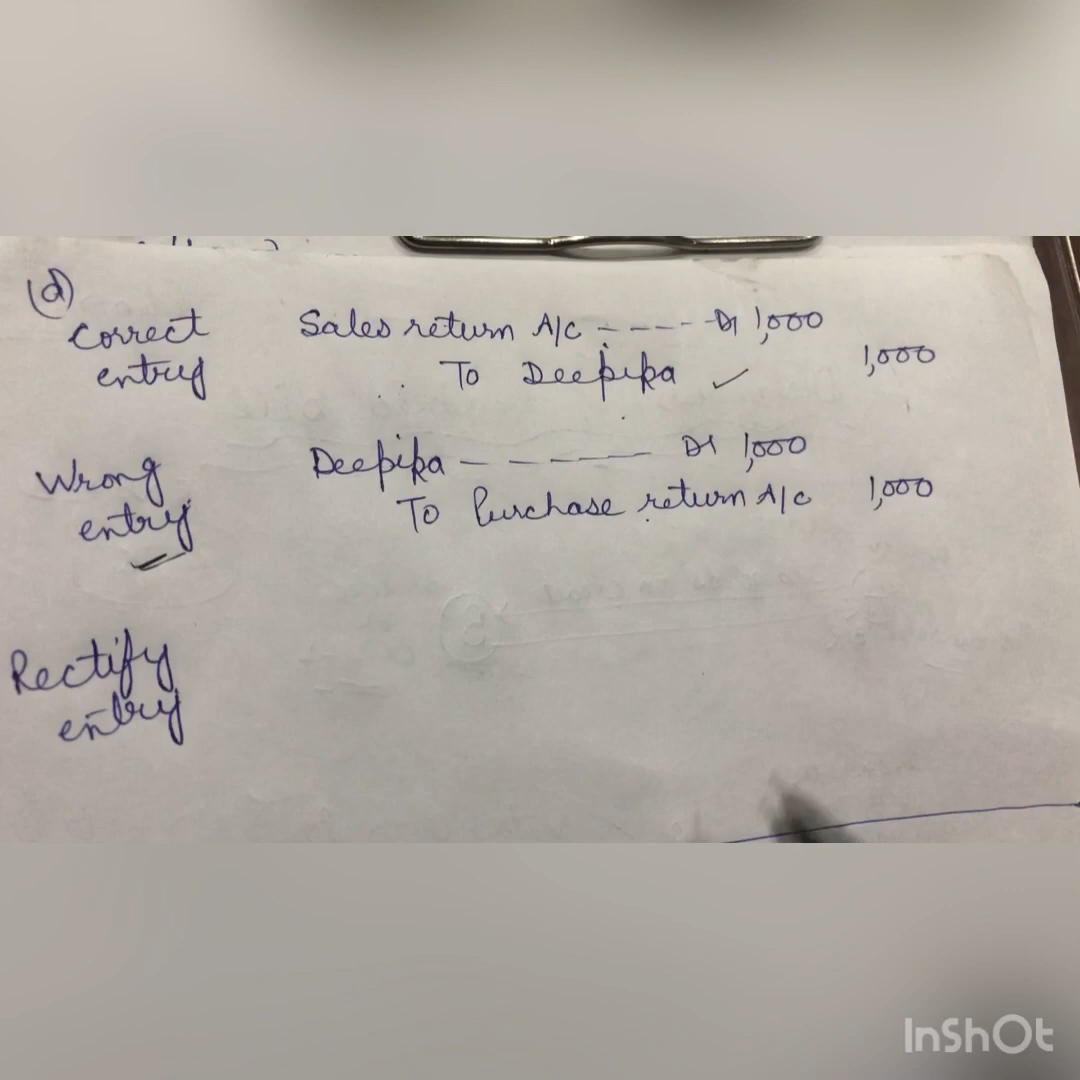 (d)
Correct entry Sales return A/c ----- Dr 1,000
To Deepika ✓ 1,000
Wrong entry Deepika ------ Dr 1,000
To Purchase return A/c 1,000
Rectify entry
InShOt